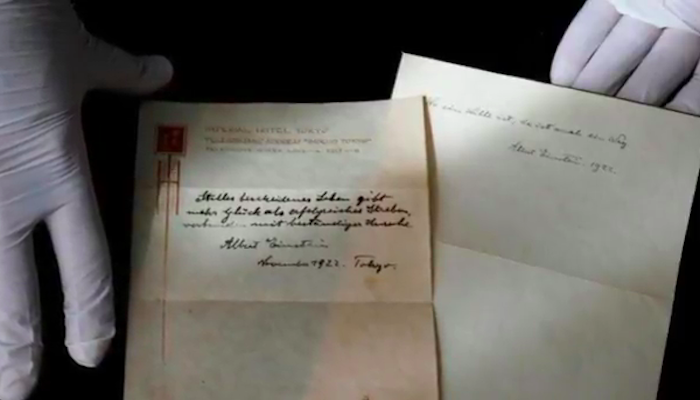 IMPERIAL HOTEL TOKYO
Stilles bescheidenes Leben gibt
mehr Glück als erfolgreiches Streben,
verbunden mit beständiger Unruhe.
Albert Einstein
November 1922. Tokyo.
Wo ein Wille ist, da ist auch ein Weg
Albert Einstein. 1922.